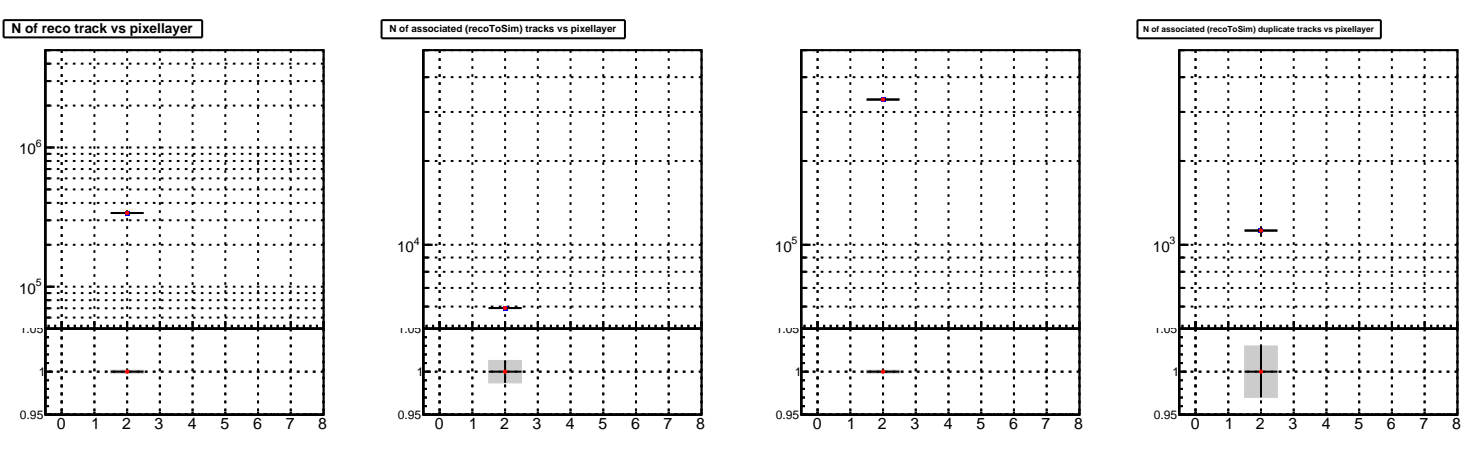 N of reco track vs pixellayer
N of associated (recoToSim) tracks vs pixellayer
N of associated (recoToSim) duplicate tracks vs pixellayer
10^6
10^5
10^4
10^5
10^3
1.05
1
0.95
1.05
1
0.95
1.05
1
0.95
1.05
1
0.95
0 1 2 3 4 5 6 7 8
0 1 2 3 4 5 6 7 8
0 1 2 3 4 5 6 7 8
0 1 2 3 4 5 6 7 8